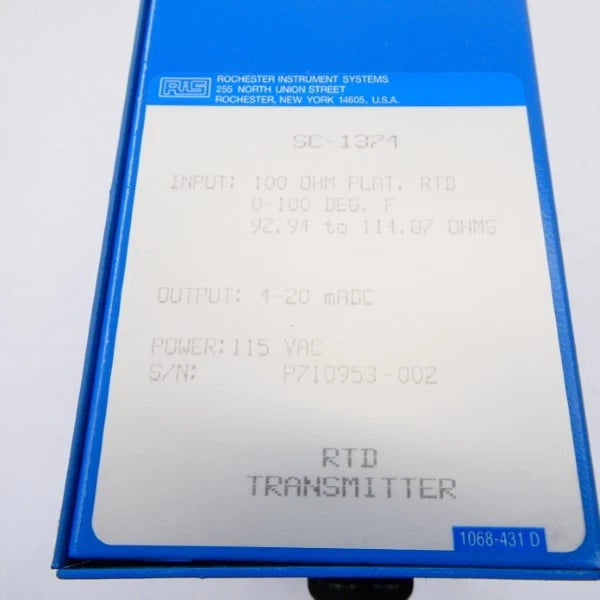 RIS
ROCHESTER INSTRUMENT SYSTEMS
255 NORTH UNION STREET
ROCHESTER, NEW YORK 14605, U.S.A.
SC-1374
INPUT: 100 OHM PLAT. RTD
0-100 DEG. F
92.94 to 114.87 OHMS
OUTPUT: 4-20 mADC
POWER: 115 VAC
S/N: P710953-002
RTD
TRANSMITTER
1068-431 D